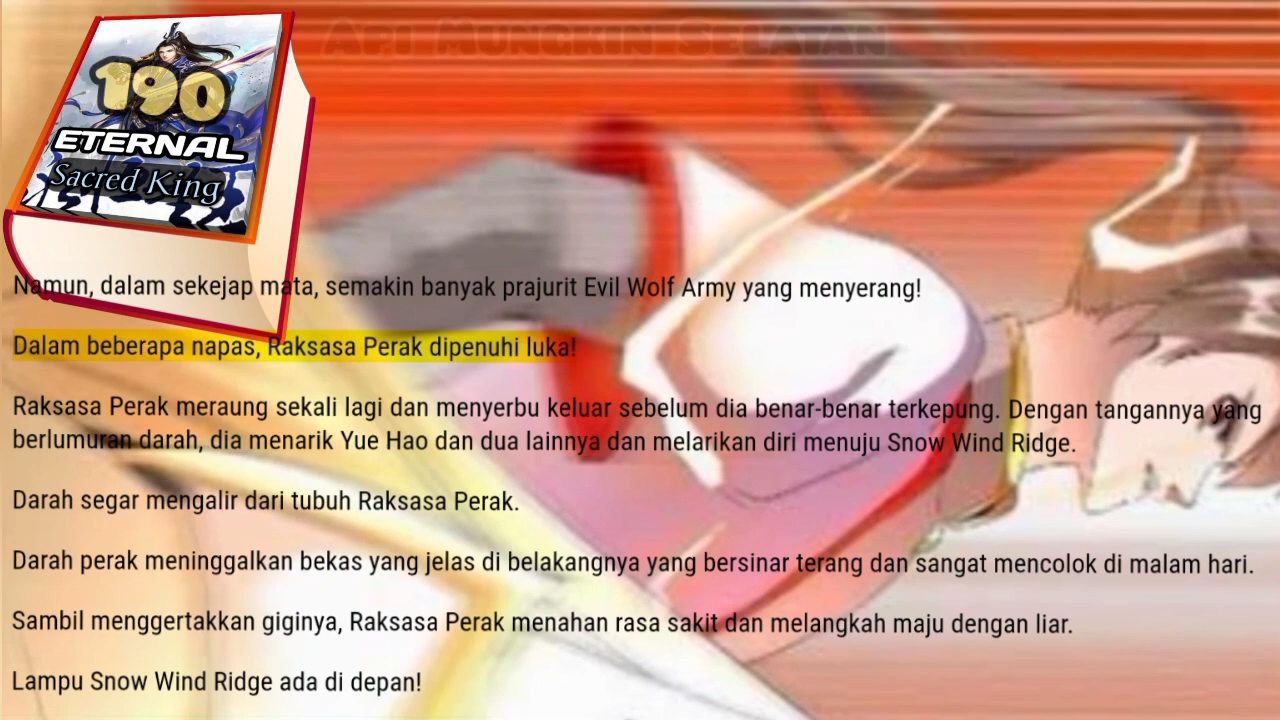 Api Mungkin Selatan
190
ETERNAL
Sacred King
Namun, dalam sekejap mata, semakin banyak prajurit Evil Wolf Army yang menyerang!
Dalam beberapa napas, Raksasa Perak dipenuhi luka!
Raksasa Perak meraung sekali lagi dan menyerbu keluar sebelum dia benar-benar terkepung. Dengan tangannya yang
berlumuran darah, dia menarik Yue Hao dan dua lainnya dan melarikan diri menuju Snow Wind Ridge.
Darah segar mengalir dari tubuh Raksasa Perak.
Darah perak meninggalkan bekas yang jelas di belakangnya yang bersinar terang dan sangat mencolok di malam hari.
Sambil menggertakkan giginya, Raksasa Perak menahan rasa sakit dan melangkah maju dengan liar.
Lampu Snow Wind Ridge ada di depan!